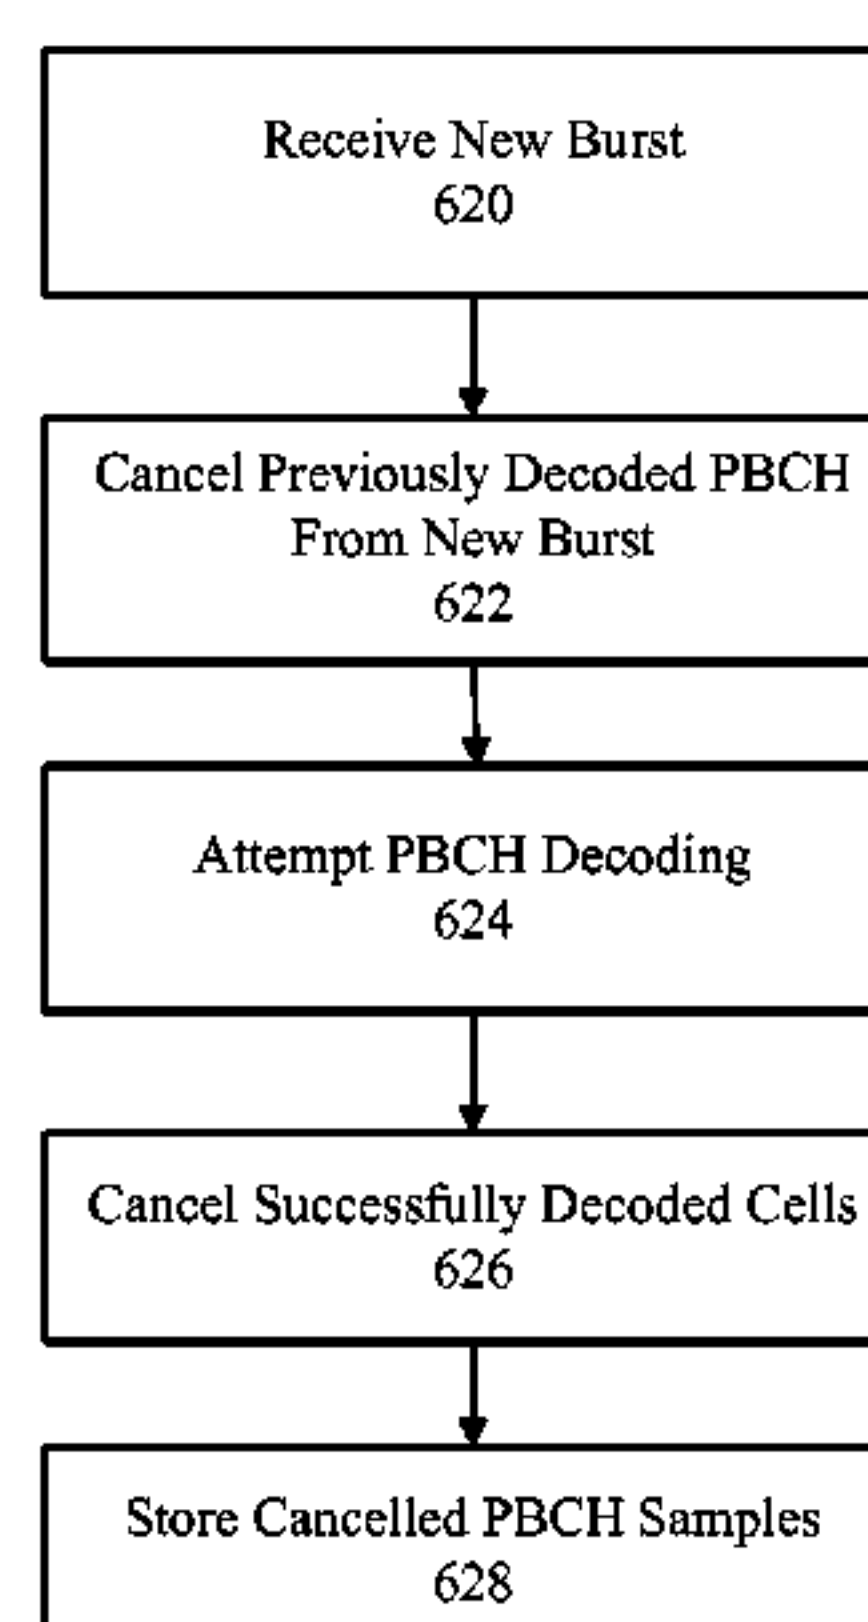 Receive New Burst
620
Cancel Previously Decoded PBCH
From New Burst
622
Attempt PBCH Decoding
624
Cancel Successfully Decoded Cells
626
Store Cancelled PBCH Samples
628